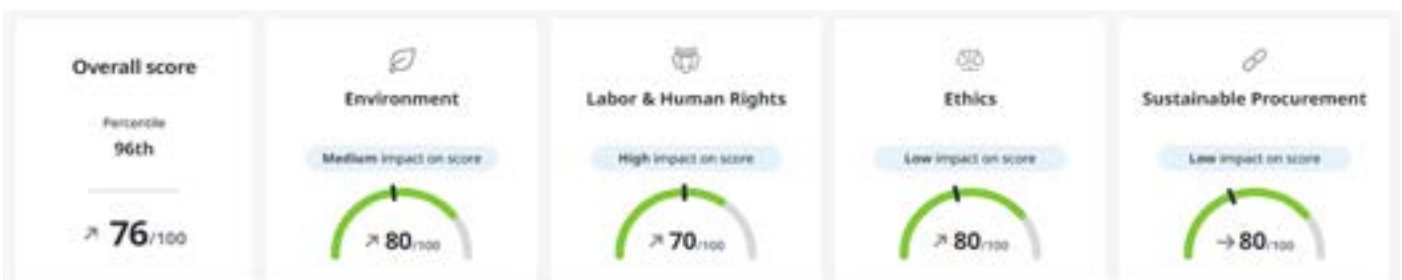 Overall score
Percentile
96th
↗ 76/100
Environment
Medium impact on score
↗ 80/100
Labor & Human Rights
High impact on score
↗ 70/100
Ethics
Low impact on score
↗ 80/100
Sustainable Procurement
Low impact on score
→ 80/100